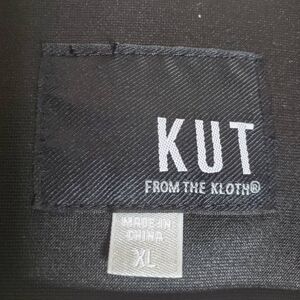 KUT
FROM THE KLOTH®
MADE IN
CHINA
XL